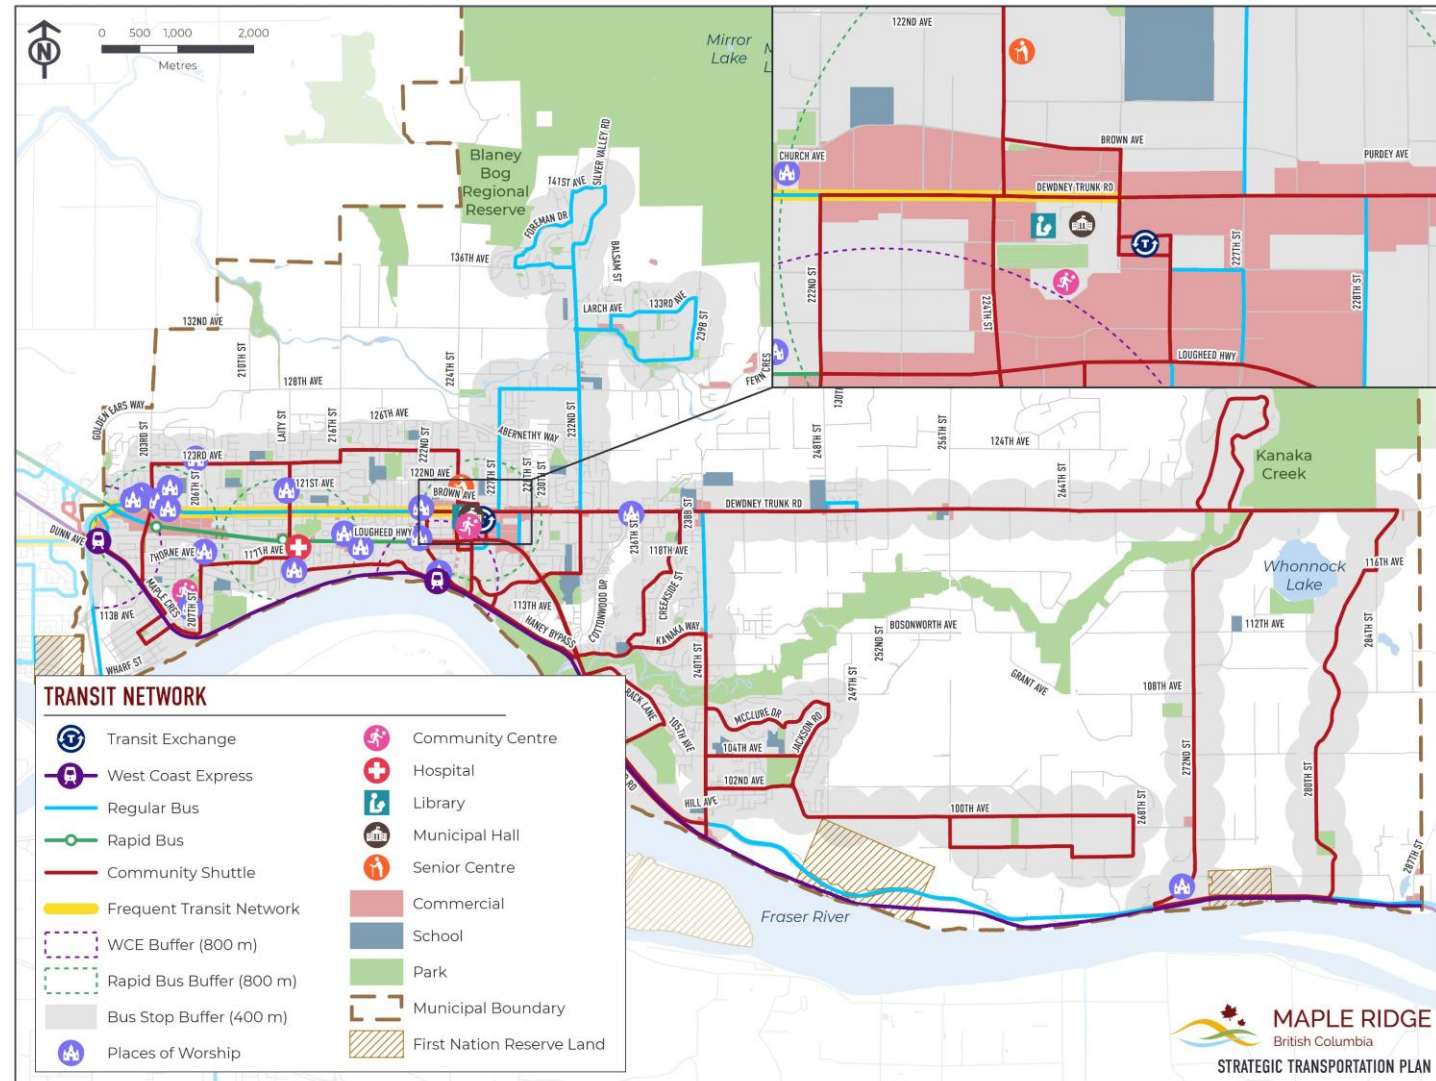 N
0 500 1,000 2,000
Metres
Mirror
Lake
Blaney
Bog
Regional
Reserve
141ST AVE
SILVER VALLEY RD
FOREMAN DR
136TH AVE
BALSAM ST
LARCH AVE
133RD AVE
239B ST
132ND AVE
210TH ST
224TH ST
128TH AVE
FERN CRES
GOLDEN EARS WAY
203RD ST
LAITY ST
216TH ST
126TH AVE
222ND ST
ABERNETHY WAY
232ND ST
123RD AVE
122ND AVE
227TH ST
228TH ST
230TH ST
206TH ST
121ST AVE
BROWN AVE
DUNN AVE
LOUGHEED HWY
THORNE AVE
117TH AVE
MAPLE CRES
207TH ST
113B AVE
WHARF ST
113TH AVE
HANEY BYPASS
COTTONWOOD DR
236TH ST
118TH AVE
238B ST
CREEKSIDE ST
KANAKA WAY
240TH ST
DEWDNEY TRUNK RD
248TH ST
256TH ST
124TH AVE
264TH ST
Kanaka
Creek
Whonnock
Lake
116TH AVE
112TH AVE
284TH ST
BOSONWORTH AVE
252ND ST
249TH ST
GRANT AVE
108TH AVE
272ND ST
280TH ST
RACK LANE
105TH AVE
MCCLURE DR
104TH AVE
JACKSON RD
102ND AVE
HILL AVE
100TH AVE
268TH ST
287TH ST
Fraser River
122ND AVE
CHURCH AVE
BROWN AVE
PURDEY AVE
DEWDNEY TRUNK RD
222ND ST
224TH ST
227TH ST
228TH ST
LOUGHEED HWY
TRANSIT NETWORK
Transit Exchange
West Coast Express
Regular Bus
Rapid Bus
Community Shuttle
Frequent Transit Network
WCE Buffer (800 m)
Rapid Bus Buffer (800 m)
Bus Stop Buffer (400 m)
Places of Worship
Community Centre
Hospital
Library
Municipal Hall
Senior Centre
Commercial
School
Park
Municipal Boundary
First Nation Reserve Land
MAPLE RIDGE
British Columbia
STRATEGIC TRANSPORTATION PLAN